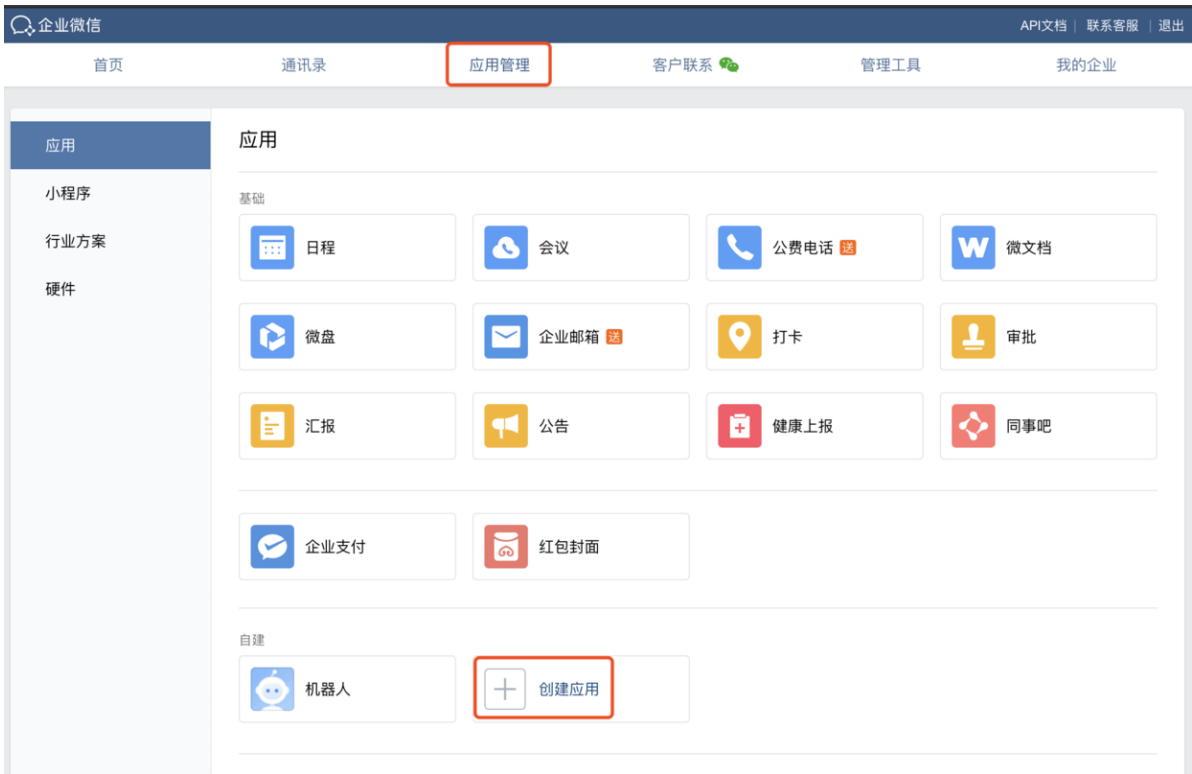 企业微信
API文档 | 联系客服 | 退出
首页 通讯录 应用管理 客户联系 管理工具 我的企业
应用
小程序
行业方案
硬件
应用
基础
日程 会议 公费电话 送 微文档
微盘 企业邮箱 送 打卡 审批
汇报 公告 健康上报 同事吧
企业支付 红包封面
自建
机器人 创建应用